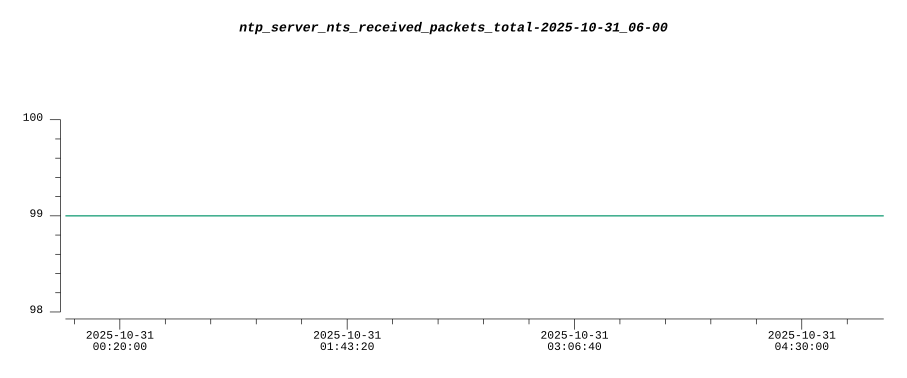 ntp_server_nts_received_packets_total-2025-10-31_06-00
100
99
98
2025-10-31 2025-10-31 2025-10-31 2025-10-31
00:20:00 01:43:20 03:06:40 04:30:00